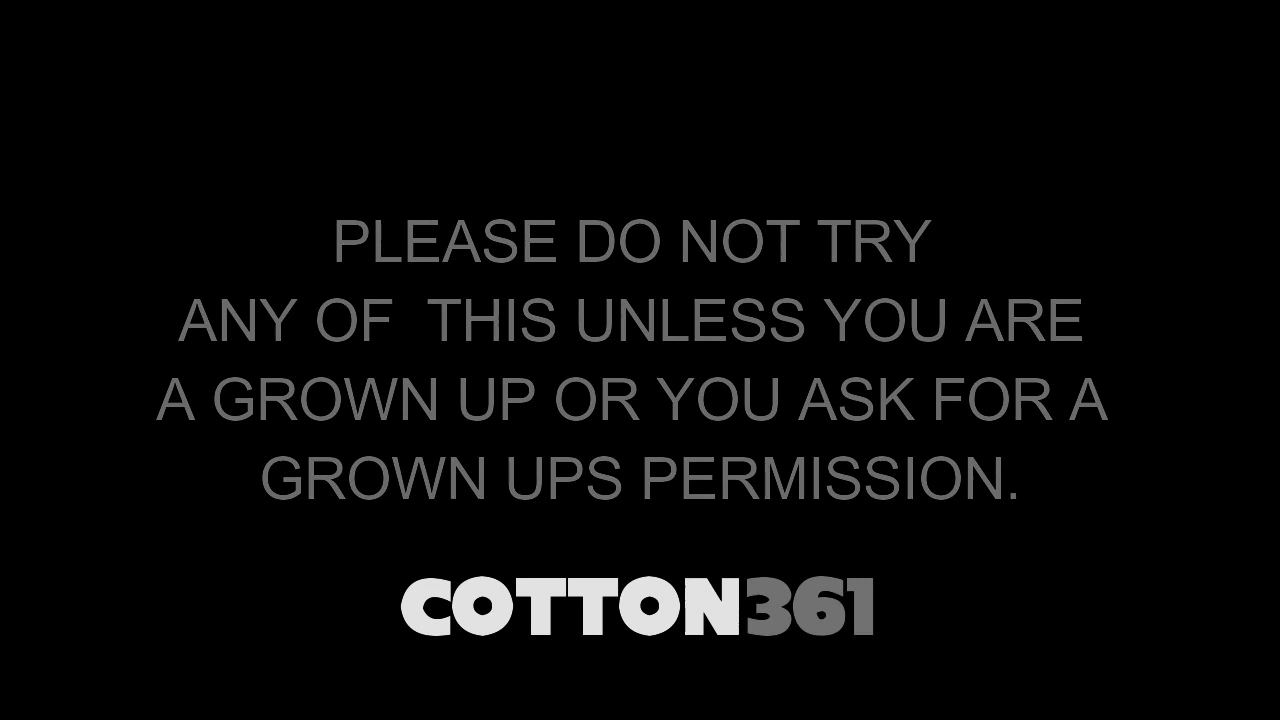 PLEASE DO NOT TRY
ANY OF THIS UNLESS YOU ARE
A GROWN UP OR YOU ASK FOR A
GROWN UPS PERMISSION.
COTTON361